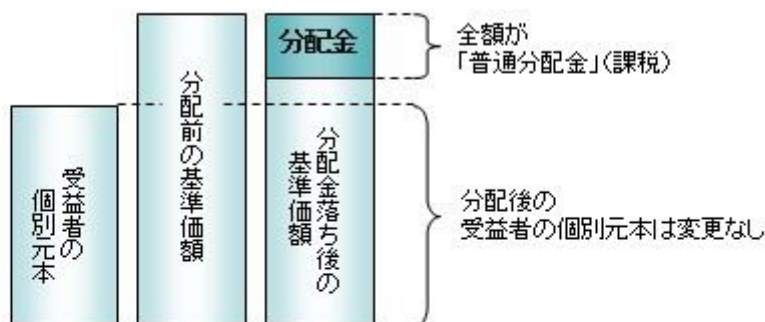 受益者の
個別元本
分配前の基準価額
分配金
分配金落ち後の
基準価額
全額が
「普通分配金」(課税)
分配後の
受益者の個別元本は変更なし